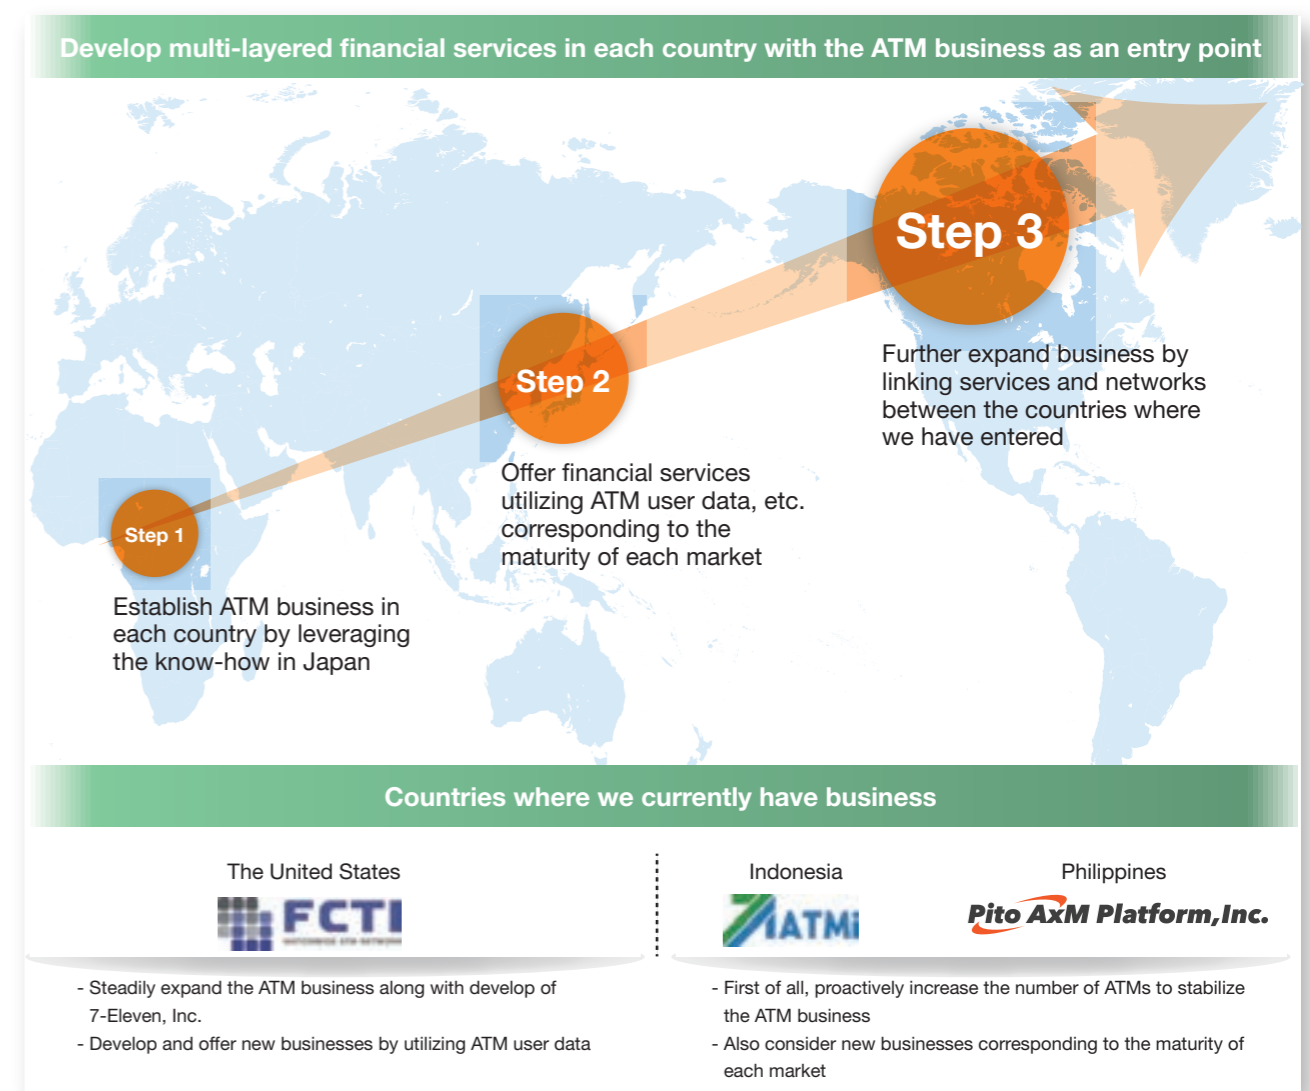 Develop multi-layered financial services in each country with the ATM business as an entry point
Step 1
Establish ATM business in
each country by leveraging
the know-how in Japan
Step 2
Offer financial services
utilizing ATM user data, etc.
corresponding to the
maturity of each market
Step 3
Further expand business by
linking services and networks
between the countries where
we have entered
Countries where we currently have business
The United States
FCTI
NATIONWIDE ATM NETWORK
- Steadily expand the ATM business along with develop of
7-Eleven, Inc.
- Develop and offer new businesses by utilizing ATM user data
Indonesia
ATMi
Philippines
Pito AxM Platform,Inc.
- First of all, proactively increase the number of ATMs to stabilize
the ATM business
- Also consider new businesses corresponding to the maturity of
each market